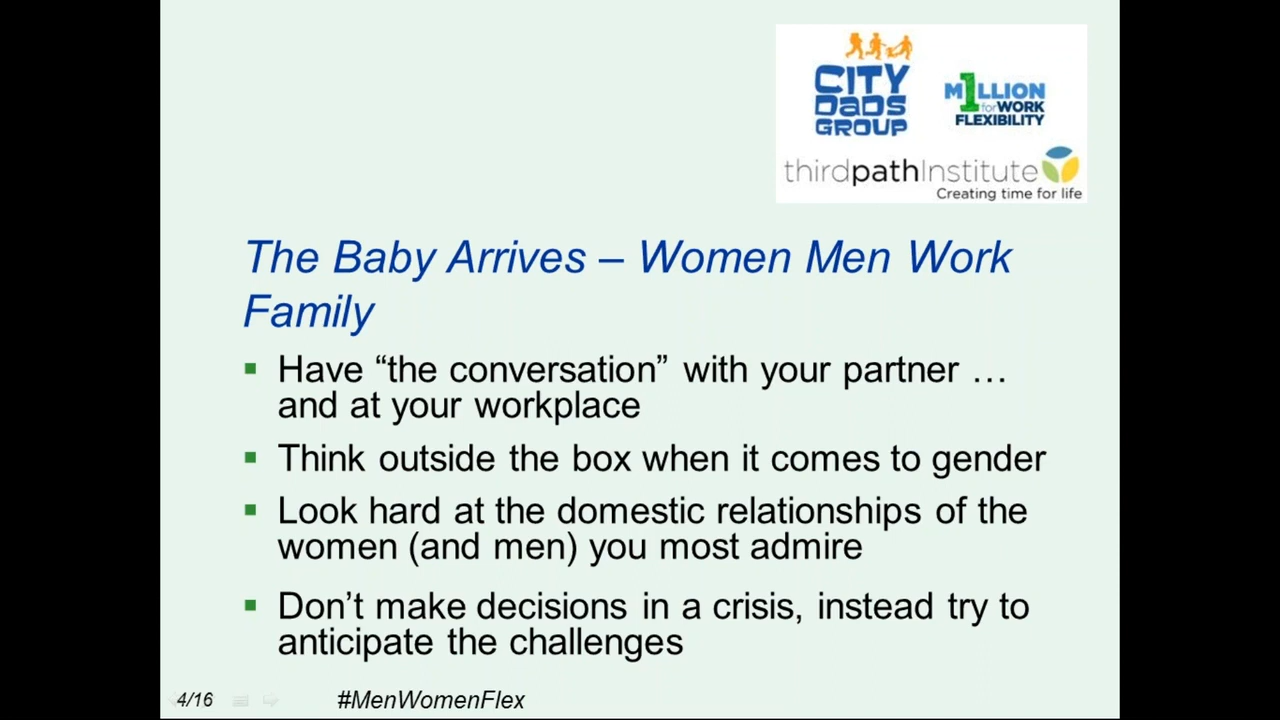 CITY
DADS
GROUP
M1LLION
for WORK
FLEXIBILITY
thirdpathInstitute
Creating time for life
The Baby Arrives – Women Men Work
Family
▪ Have “the conversation” with your partner …
and at your workplace
▪ Think outside the box when it comes to gender
▪ Look hard at the domestic relationships of the
women (and men) you most admire
▪ Don’t make decisions in a crisis, instead try to
anticipate the challenges
4/16
#MenWomenFlex